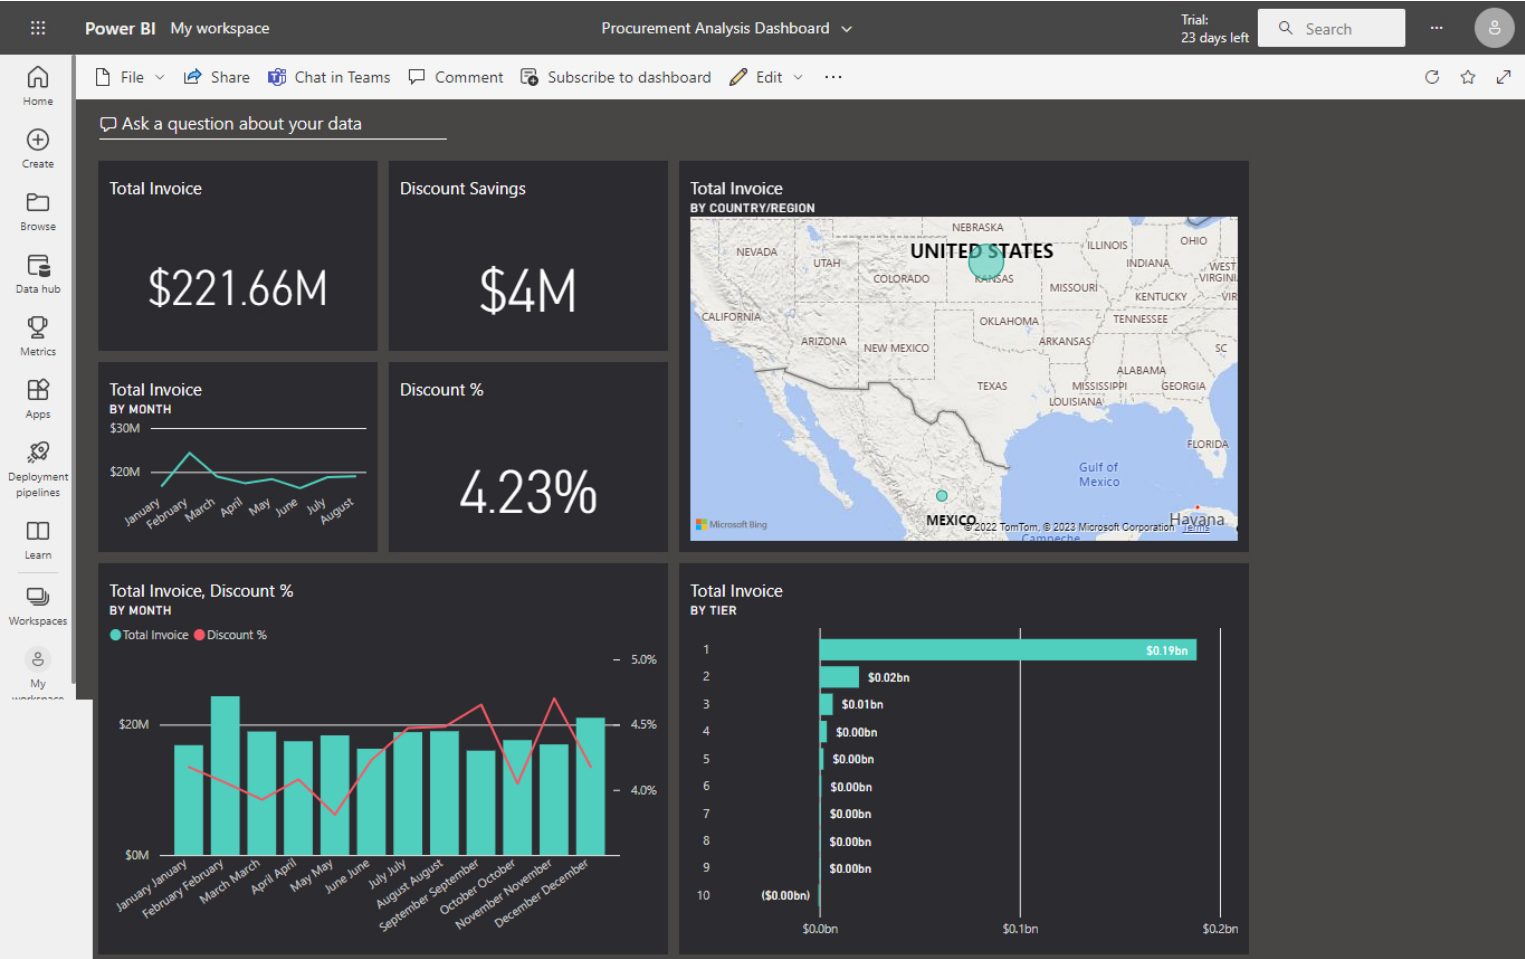 Power BI My workspace
Procurement Analysis Dashboard
Trial:
23 days left
Search
File Share Chat in Teams Comment Subscribe to dashboard Edit
Home
Create
Browse
Data hub
Metrics
Apps
Deployment
pipelines
Learn
Workspaces
My
Ask a question about your data
Total Invoice
$221.66M
Discount Savings
$4M
Total Invoice
BY COUNTRY/REGION
NEBRASKA
NEVADA
UTAH
UNITED STATES
ILLINOIS
OHIO
COLORADO
KANSAS
INDIANA
WEST
VIRGINI
MISSOURI
KENTUCKY
VIR
CALIFORNIA
OKLAHOMA
TENNESSEE
ARIZONA
NEW MEXICO
ARKANSAS
SC
ALABAMA
TEXAS
MISSISSIPPI
GEORGIA
LOUISIANA
FLORIDA
Gulf of
Mexico
MEXICO
Havana
Microsoft Bing
© 2022 TomTom, © 2023 Microsoft Corporation Terms
Campeche
Total Invoice
BY MONTH
$30M
$20M
January
February
March
April
May
June
July
August
Discount %
4.23%
Total Invoice, Discount %
BY MONTH
Total Invoice Discount %
5.0%
$20M
4.5%
4.0%
$0M
January January
February February
March March
April April
May May
June June
July July
August August
September September
October October
November November
December December
Total Invoice
BY TIER
1 $0.19bn
2 $0.02bn
3 $0.01bn
4 $0.00bn
5 $0.00bn
6 $0.00bn
7 $0.00bn
8 $0.00bn
9 $0.00bn
10 ($0.00bn)
$0.0bn $0.1bn $0.2bn